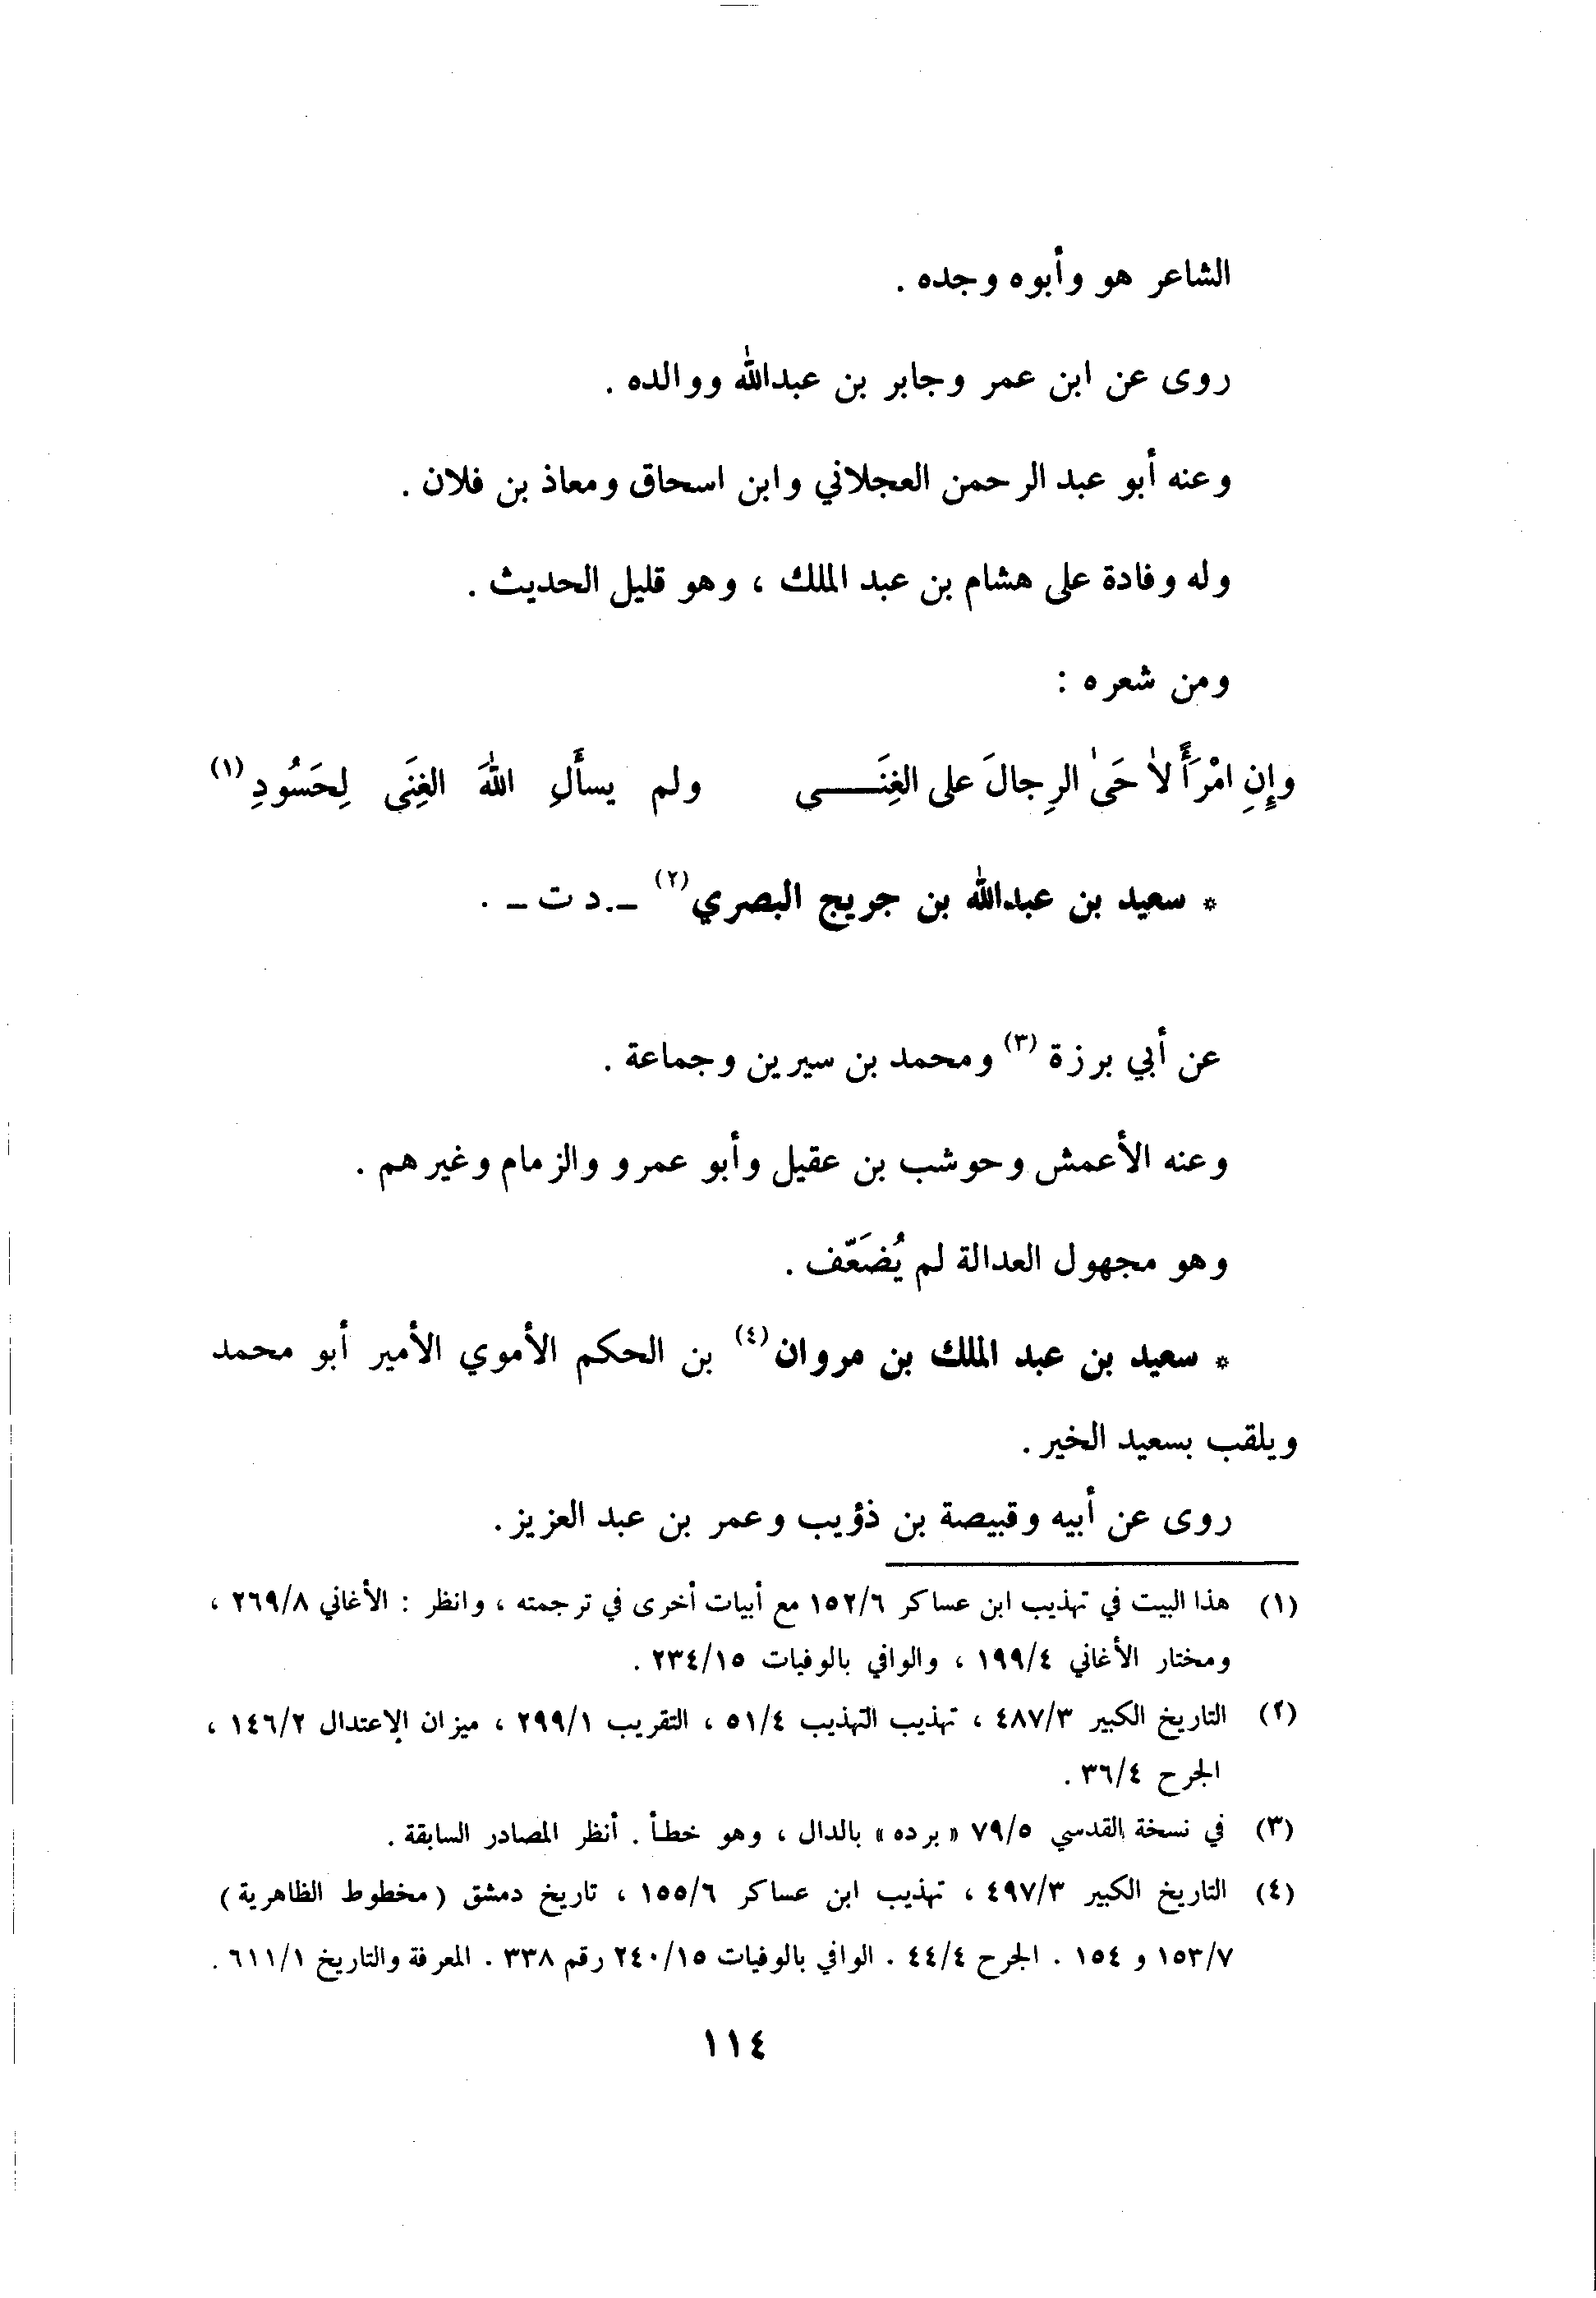 الشاعر هو وأبوه وجده .
روى عن ابن عمر وجابر بن عبدالله ووالده .
وعنه أبو عبد الرحمن العجلاني وابن اسحاق ومعاذ بن فلان .
وله وفادة على هشام بن عبد الملك ، وهو قليل الحديث .
ومن شعره :
وإِنِ امْرَأً لاٰ حَىٰ الرِجالَ على الغِنَــــى ولم يسأَلِ اللهَ الغِنَى لِحَسُودِ (١)
* سعيد بن عبدالله بن جريج البصري (٢) ـ.د ت ـ .
عن أبي برزة (٣) ومحمد بن سيرين وجماعة .
وعنه الأعمش وحوشب بن عقيل وأبو عمرو والزمام وغيرهم .
وهو مجهول العدالة لم يُضَعّف .
* سعيد بن عبد الملك بن مروان (٤) بن الحكم الأموي الأمير أبو محمد
ويلقب بسعيد الخير .
روى عن أبيه وقبيصة بن ذؤيب وعمر بن عبد العزيز .
(١) هذا البيت في تهذيب ابن عساكر ١٥٢/٦ مع أبيات أخرى في ترجمته ، وانظر : الأغاني ٢٦٩/٨ ،
ومختار الأغاني ١٩٩/٤ ، والوافي بالوفيات ٢٣٤/١٥ .
(٢) التاريخ الكبير ٤٨٧/٣ ، تهذيب التهذيب ٥١/٤ ، التقريب ٢٩٩/١ ، ميزان الإعتدال ١٤٦/٢ ،
الجرح ٣٦/٤ .
(٣) في نسخة القدسي ٧٩/٥ « برده » بالدال ، وهو خطأ . أنظر المصادر السابقة .
(٤) التاريخ الكبير ٤٩٧/٣ ، تهذيب ابن عساكر ١٥٥/٦ ، تاريخ دمشق ( مخطوط الظاهرية )
١٥٣/٧ و ١٥٤ . الجرح ٤٤/٤ . الوافي بالوفيات ٢٤٠/١٥ رقم ٣٣٨ . المعرفة والتاريخ ٦١١/١ .
١١٤